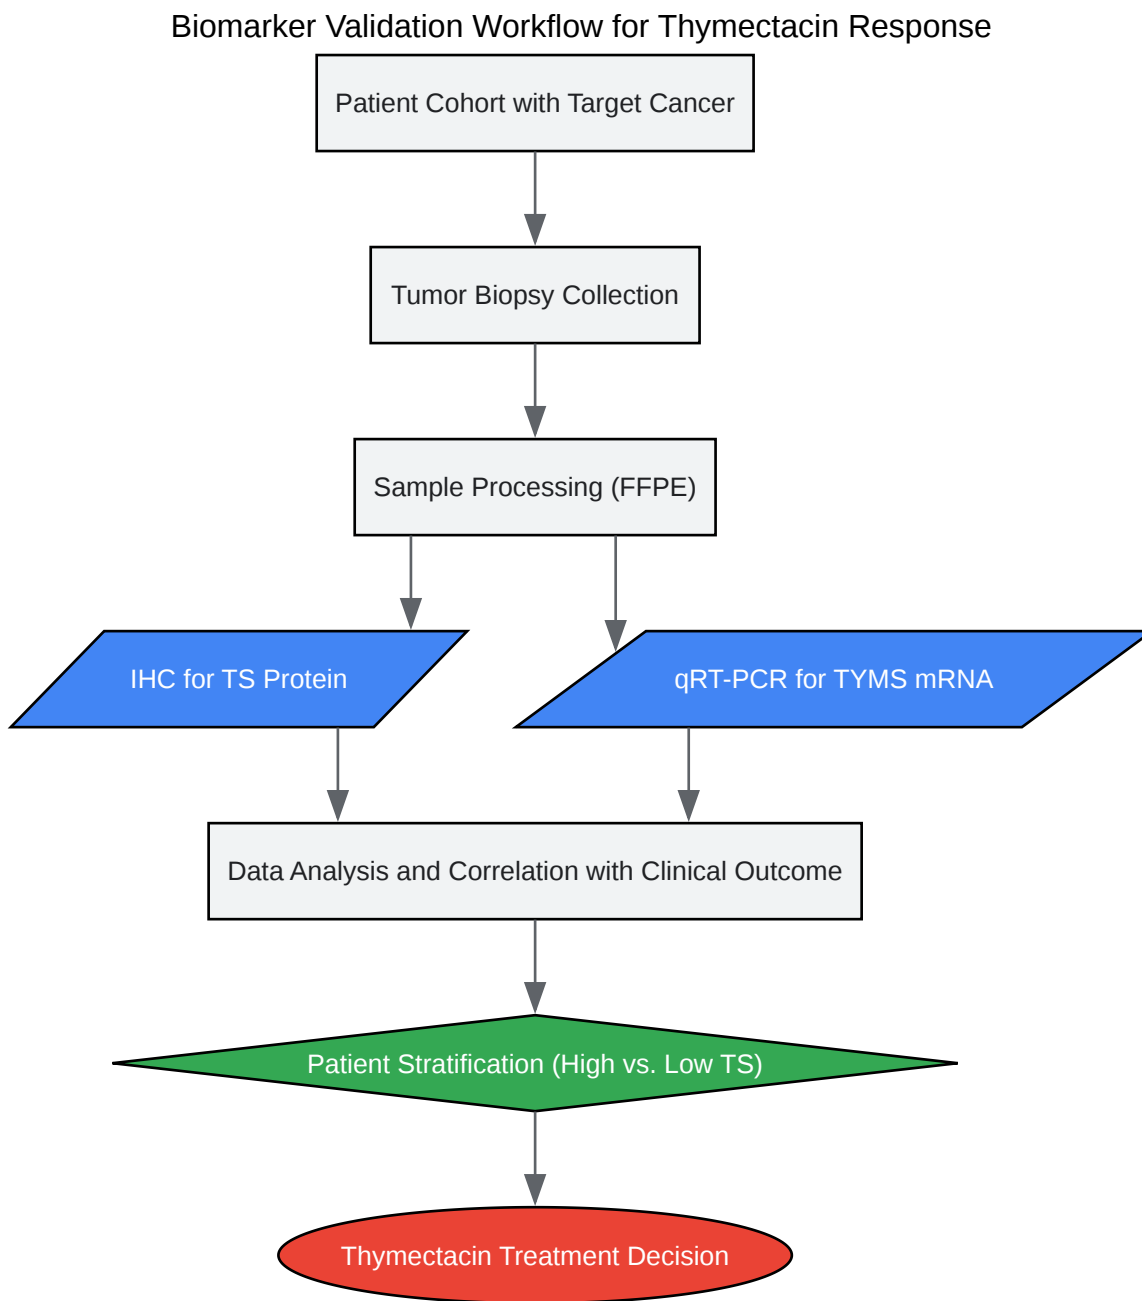 Biomarker Validation Workflow for Thymectacin Response
Patient Cohort with Target Cancer
Tumor Biopsy Collection
Sample Processing (FFPE)
IHC for TS Protein
qRT-PCR for TYMS mRNA
Data Analysis and Correlation with Clinical Outcome
Patient Stratification (High vs. Low TS)
Thymectacin Treatment Decision